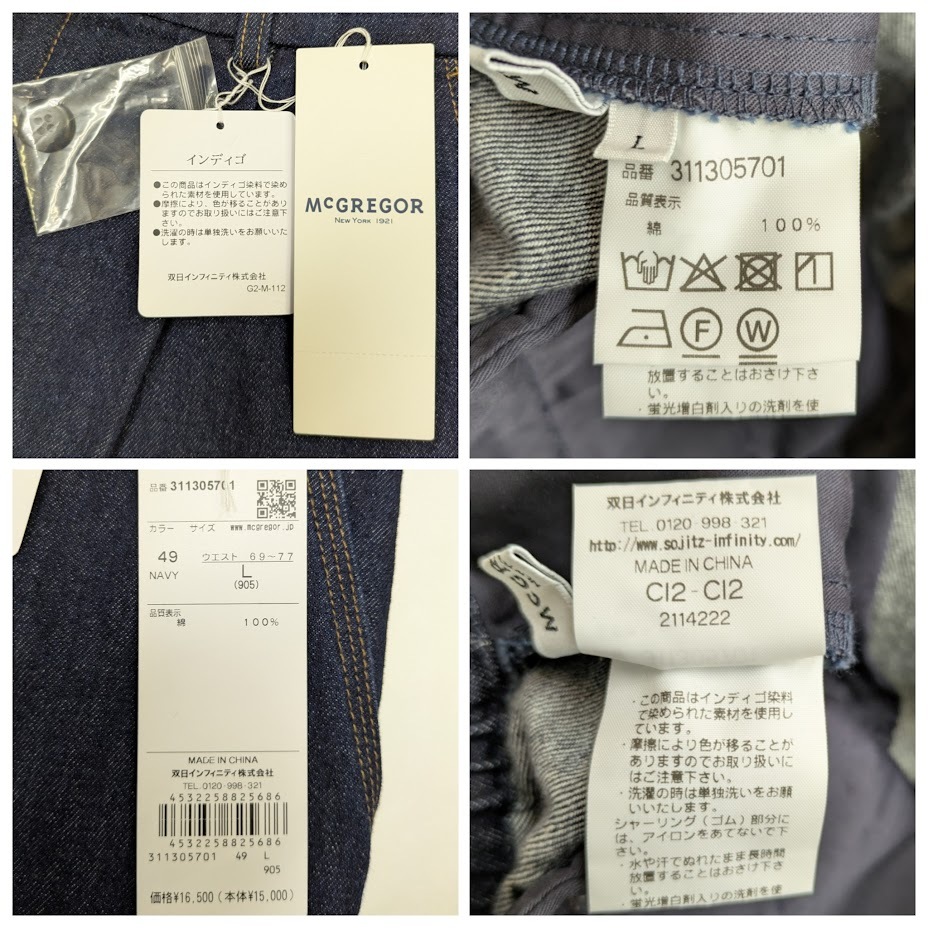 インディゴ
●この商品はインディゴ染料で染め
られた素材を使用しています。
●摩擦により、色が移ることがあり
ますのでお取り扱いにはご注意下
さい。
●洗濯の時は単独洗いをお願いいた
します。
双日インフィニティ株式会社
G2-M-112
McGREGOR
NEW YORK 1921
L
品番 311305701
品質表示
綿 100%
F W
放置することはおさけ下さ
い。
・蛍光増白剤入りの洗剤を使
品番 311305701
カラー サイズ www.mcgregor.jp
49 ウエスト 69~77
NAVY L
(905)
品質表示
綿 100%
MADE IN CHINA
双日インフィニティ株式会社
TEL. 0120-998-321
4532258825686
4532258825686
311305701 49 L
905
価格¥16,500(本体¥15,000)
双日インフィニティ株式会社
TEL. 0120-998-321
http://www.sojitz-infinity.com/
MADE IN CHINA
CI2-CI2
2114222
McG
・この商品はインディゴ染料
で染められた素材を使用し
ています。
・摩擦により色が移ることが
ありますのでお取り扱いに
はご注意下さい。
・洗濯の時は単独洗いをお願
いいたします。
シャーリング(ゴム)部分に
は、アイロンをあてないで下
さい。
・水や汗でぬれたまま長時間
放置することはおさけ下さ
い。
・蛍光増白剤入りの洗剤を使